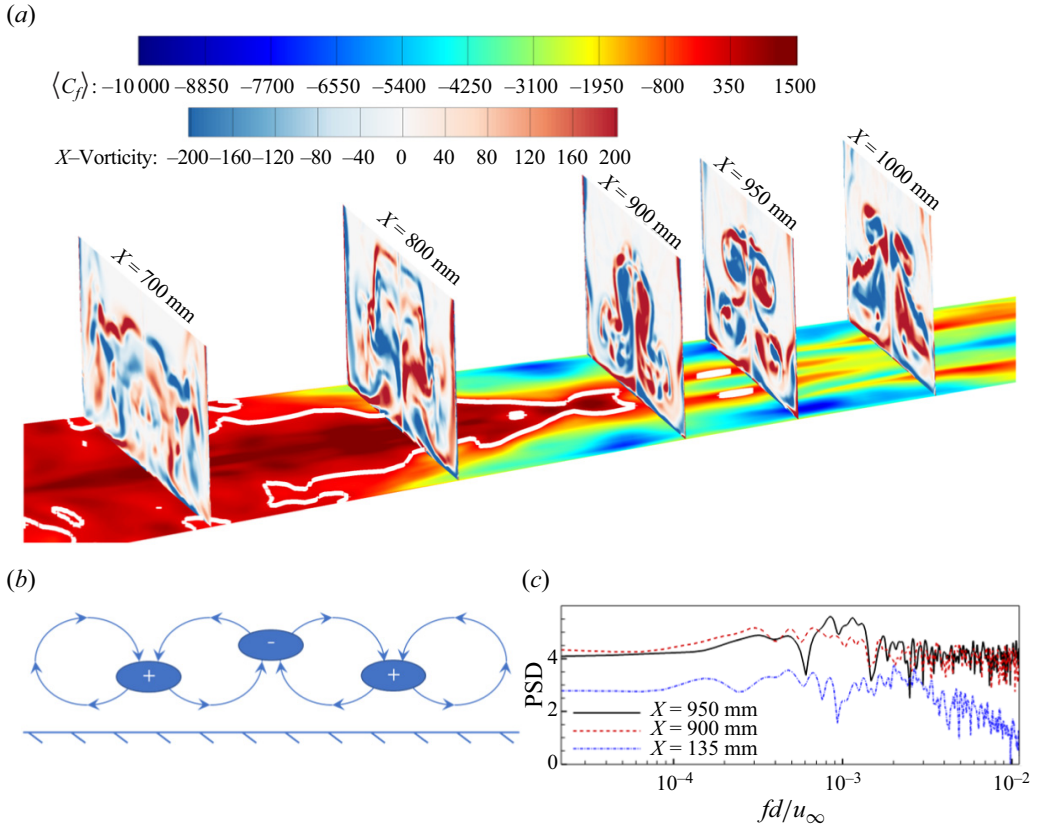 (a)
⟨C_f⟩: –10 000 –8850 –7700 –6550 –5400 –4250 –3100 –1950 –800 350 1500
X–Vorticity: –200 –160 –120 –80 –40 0 40 80 120 160 200
X = 700 mm
X = 800 mm
X = 900 mm
X = 950 mm
X = 1000 mm
(b)
+ - +
(c)
PSD
4
2
0
X = 950 mm
X = 900 mm
X = 135 mm
10⁻⁴ 10⁻³ 10⁻²
fd/u∞